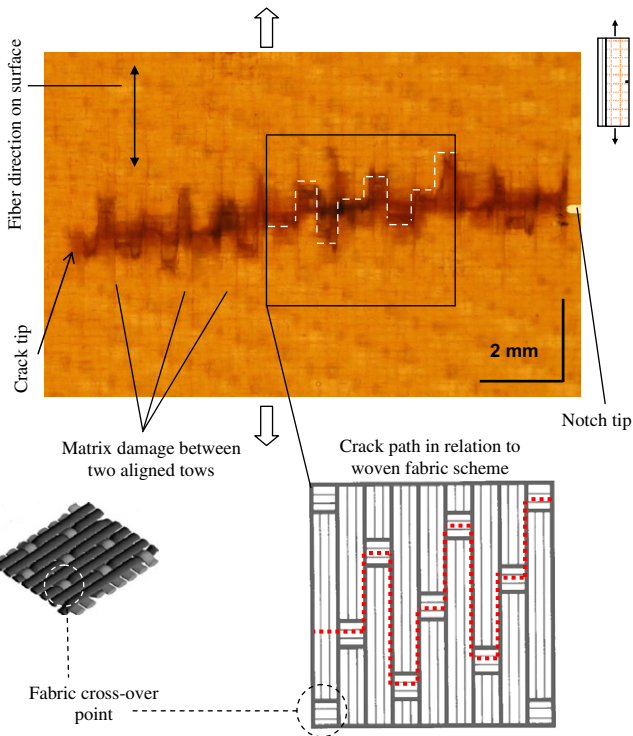 Fiber direction on surface
Crack tip
2 mm
Notch tip
Matrix damage between
two aligned tows
Crack path in relation to
woven fabric scheme
Fabric cross-over
point